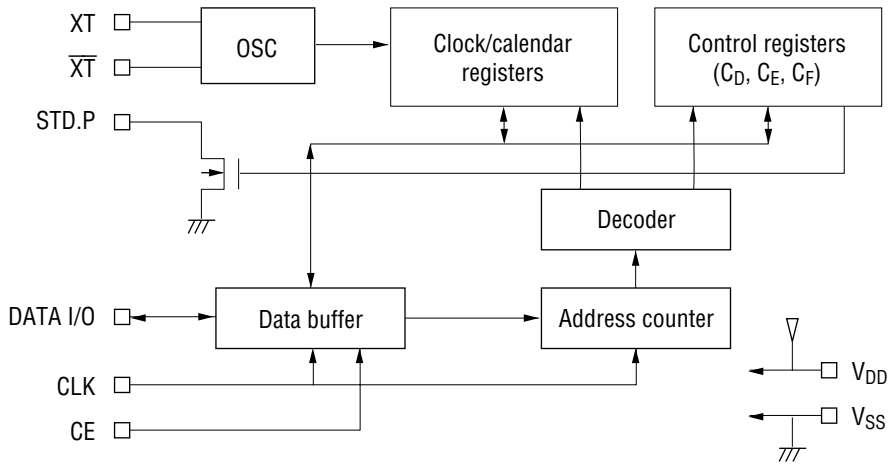 XT
X̅T̅
OSC
Clock/calendar
registers
Control registers
(C_D, C_E, C_F)
STD.P
Decoder
DATA I/O
Data buffer
Address counter
CLK
CE
V_DD
V_SS